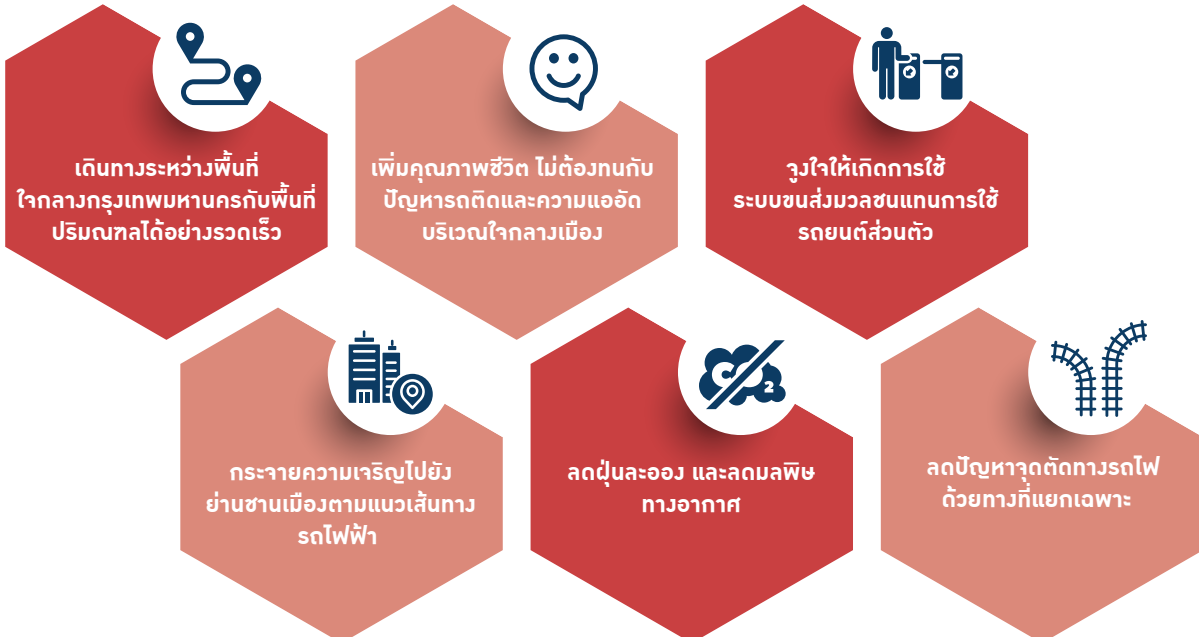 เดินทางระหว่างพื้นที่
ใจกลางกรุงเทพมหานครกับพื้นที่
ปริมณฑลได้อย่างรวดเร็ว
เพิ่มคุณภาพชีวิต ไม่ต้องทนกับ
ปัญหารถติดและความแออัด
บริเวณใจกลางเมือง
จูงใจให้เกิดการใช้
ระบบขนส่งมวลชนแทนการใช้
รถยนต์ส่วนตัว
กระจายความเจริญไปยัง
ย่านชานเมืองตามแนวเส้นทาง
รถไฟฟ้า
CO2
ลดฝุ่นละออง และลดมลพิษ
ทางอากาศ
ลดปัญหาจุดตัดทางรถไฟ
ด้วยทางที่แยกเฉพาะ